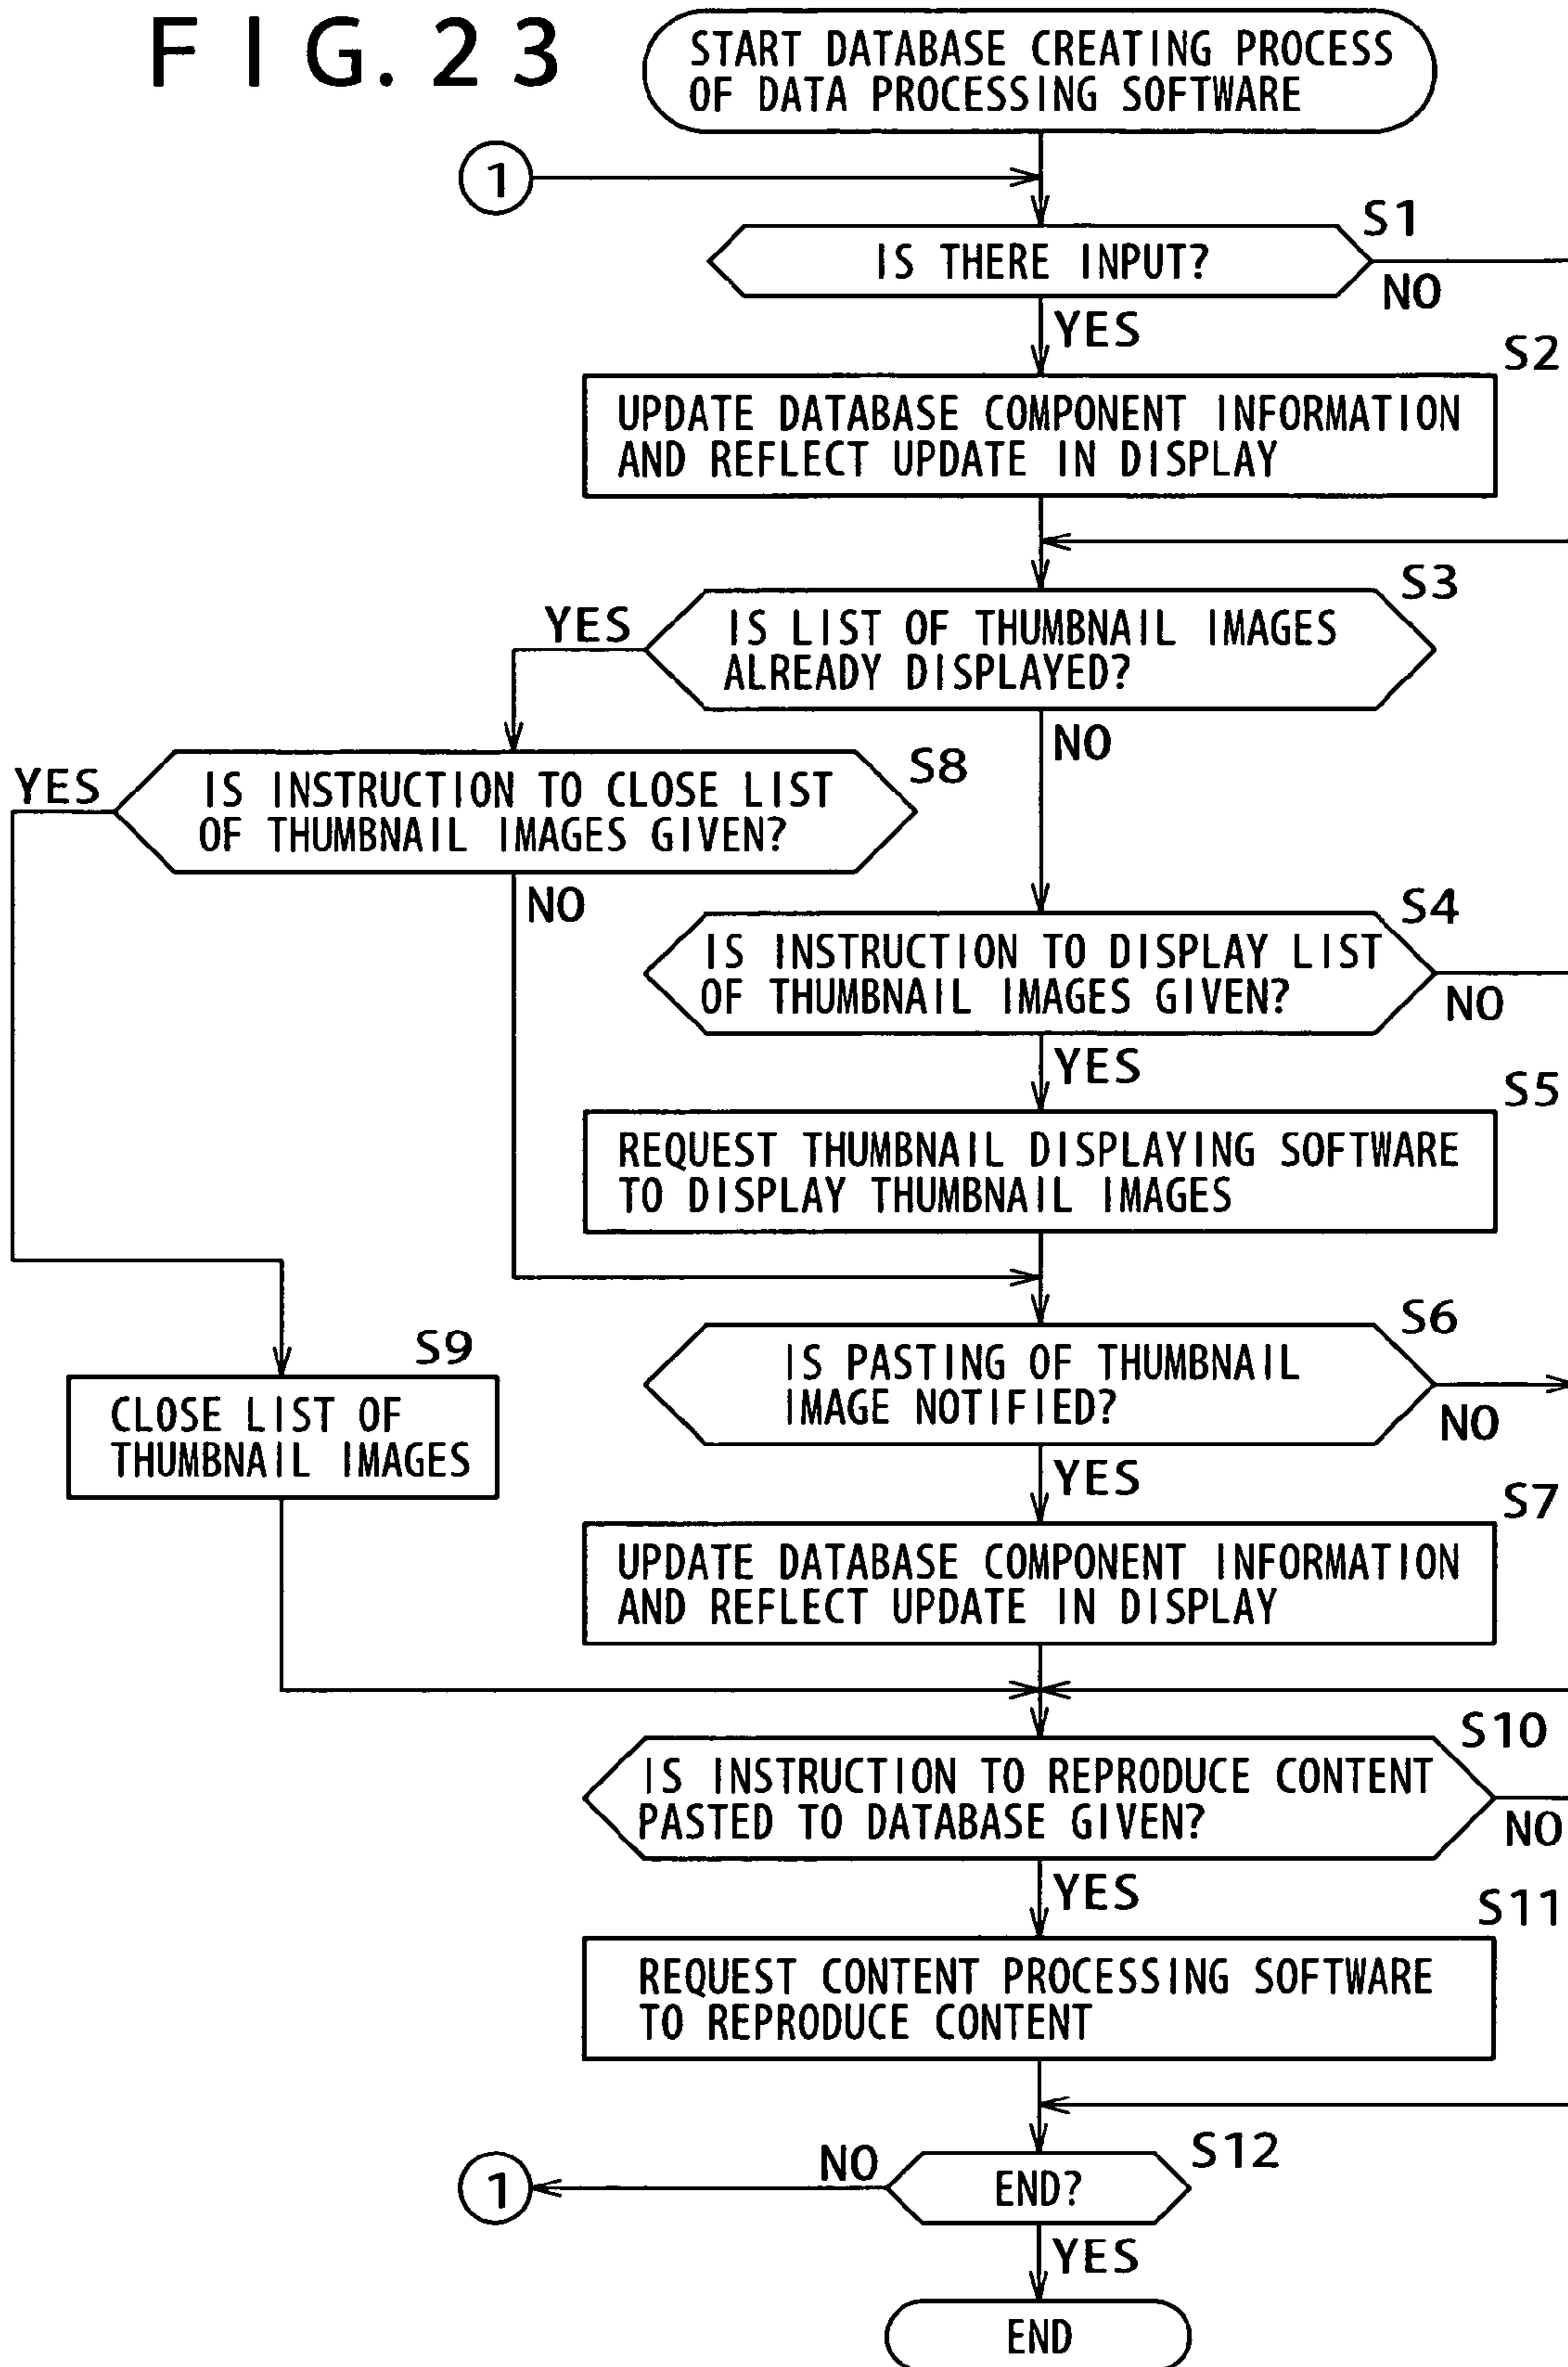 FIG. 23
START DATABASE CREATING PROCESS
OF DATA PROCESSING SOFTWARE
1
S1
IS THERE INPUT?
NO
YES
S2
UPDATE DATABASE COMPONENT INFORMATION
AND REFLECT UPDATE IN DISPLAY
S3
YES
IS LIST OF THUMBNAIL IMAGES
ALREADY DISPLAYED?
NO
S8
YES
IS INSTRUCTION TO CLOSE LIST
OF THUMBNAIL IMAGES GIVEN?
NO
S4
IS INSTRUCTION TO DISPLAY LIST
OF THUMBNAIL IMAGES GIVEN?
NO
YES
S5
REQUEST THUMBNAIL DISPLAYING SOFTWARE
TO DISPLAY THUMBNAIL IMAGES
S6
IS PASTING OF THUMBNAIL
IMAGE NOTIFIED?
NO
S9
CLOSE LIST OF
THUMBNAIL IMAGES
YES
S7
UPDATE DATABASE COMPONENT INFORMATION
AND REFLECT UPDATE IN DISPLAY
S10
IS INSTRUCTION TO REPRODUCE CONTENT
PASTED TO DATABASE GIVEN?
NO
YES
S11
REQUEST CONTENT PROCESSING SOFTWARE
TO REPRODUCE CONTENT
S12
NO
1
END?
YES
END